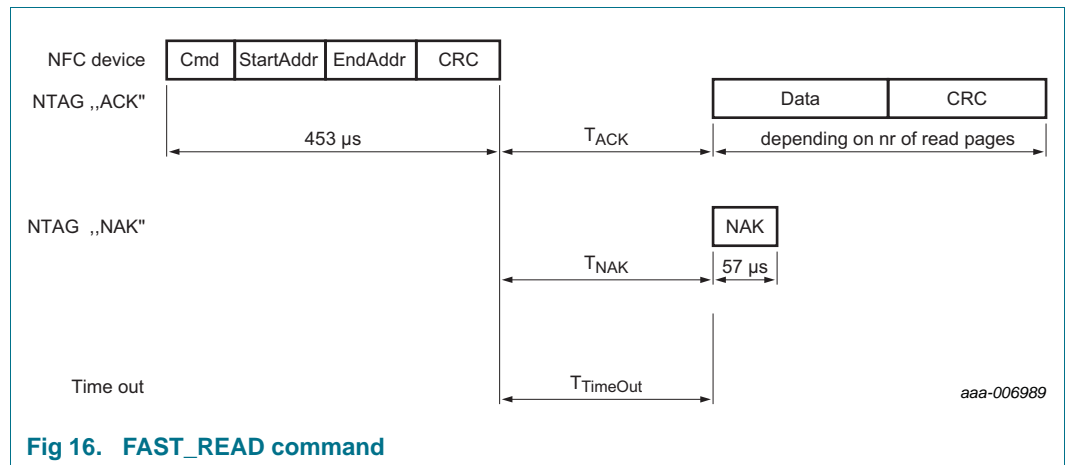 NFC device Cmd StartAddr EndAddr CRC
NTAG ,,ACK" Data CRC
453 µs TACK depending on nr of read pages
NTAG ,,NAK" NAK
TNAK 57 µs
Time out TTimeOut aaa-006989
Fig 16. FAST_READ command